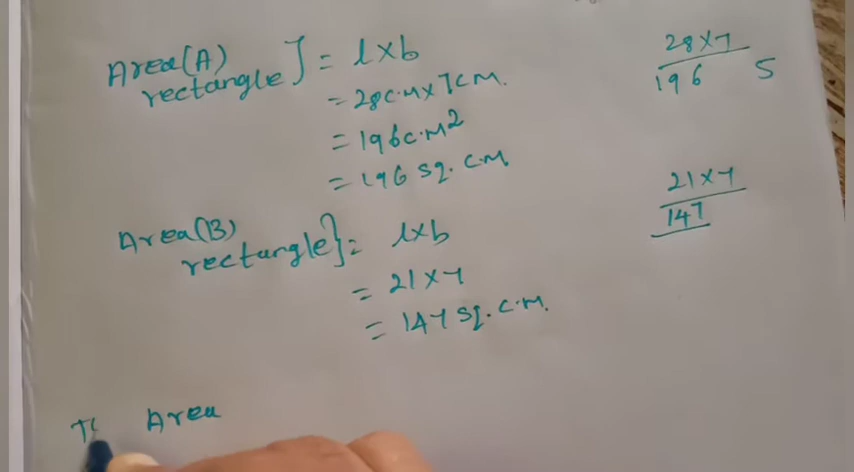 Area(A)
rectangle] = l×b
= 28c.m×7cm.
= 196c.m2
= 196 sq. c.m
28×7
196 5
Area(B)
rectangle}= l×b
= 21×7
= 147 sq. c.m.
21×7
147
Area